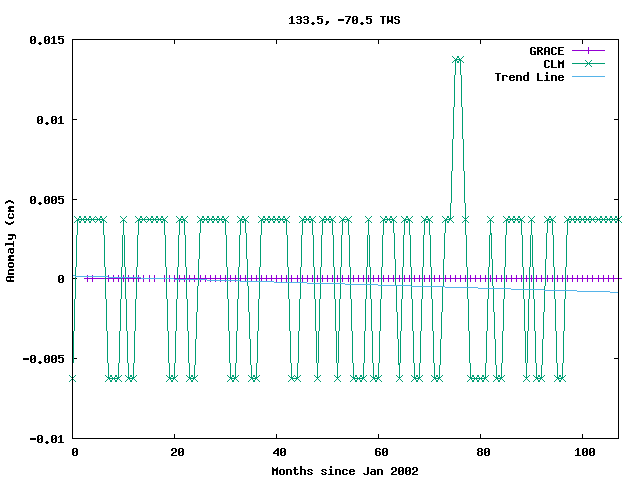 133.5, -70.5 TWS
GRACE
CLM
Trend Line
0.015
0.01
0.005
0
-0.005
-0.01
Anomaly (cm)
0 20 40 60 80 100
Months since Jan 2002